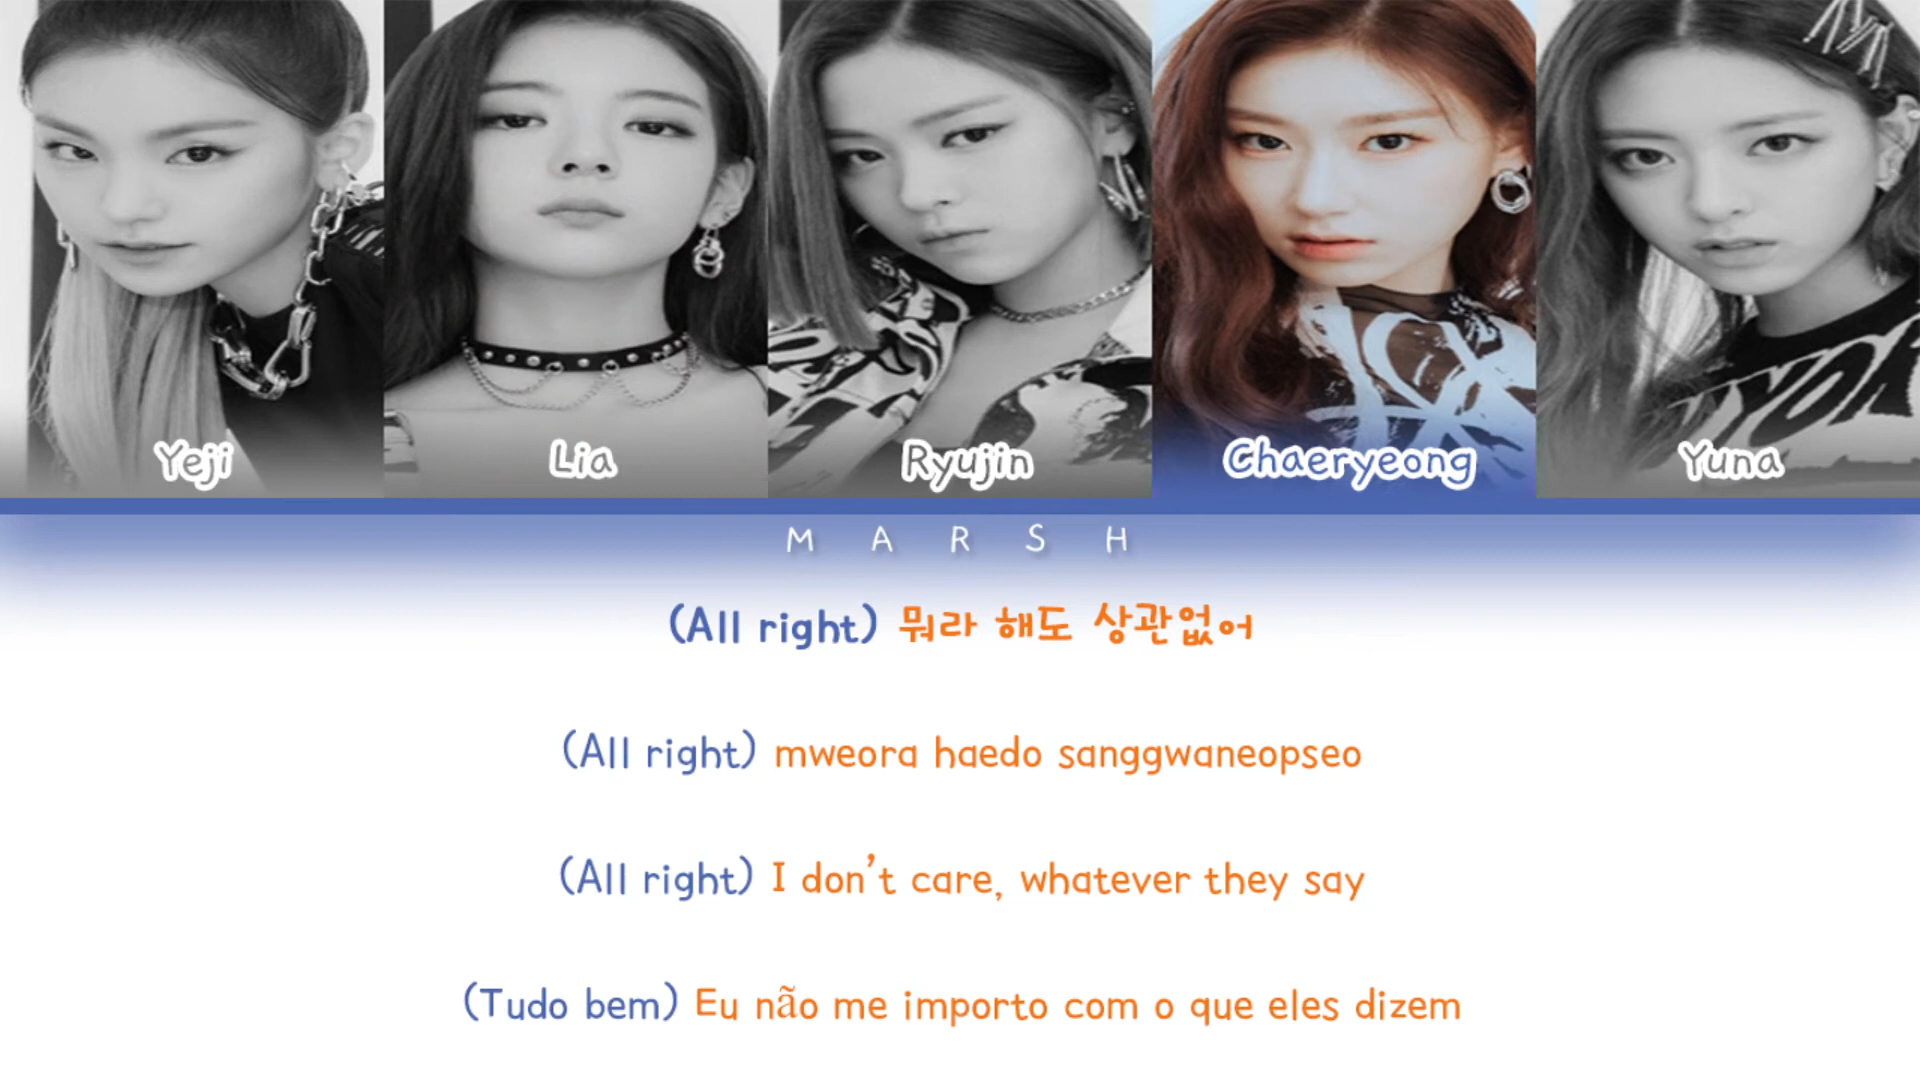 Yeji Lia Ryujin Chaeryeong Yuna
M A R S H
(All right) 뭐라 해도 상관없어
(All right) mweora haedo sanggwaneopseo
(All right) I don't care, whatever they say
(Tudo bem) Eu não me importo com o que eles dizem